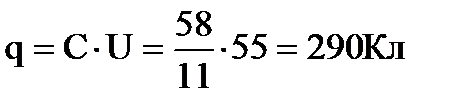 q = C · U = 58/11 · 55 = 290Кл